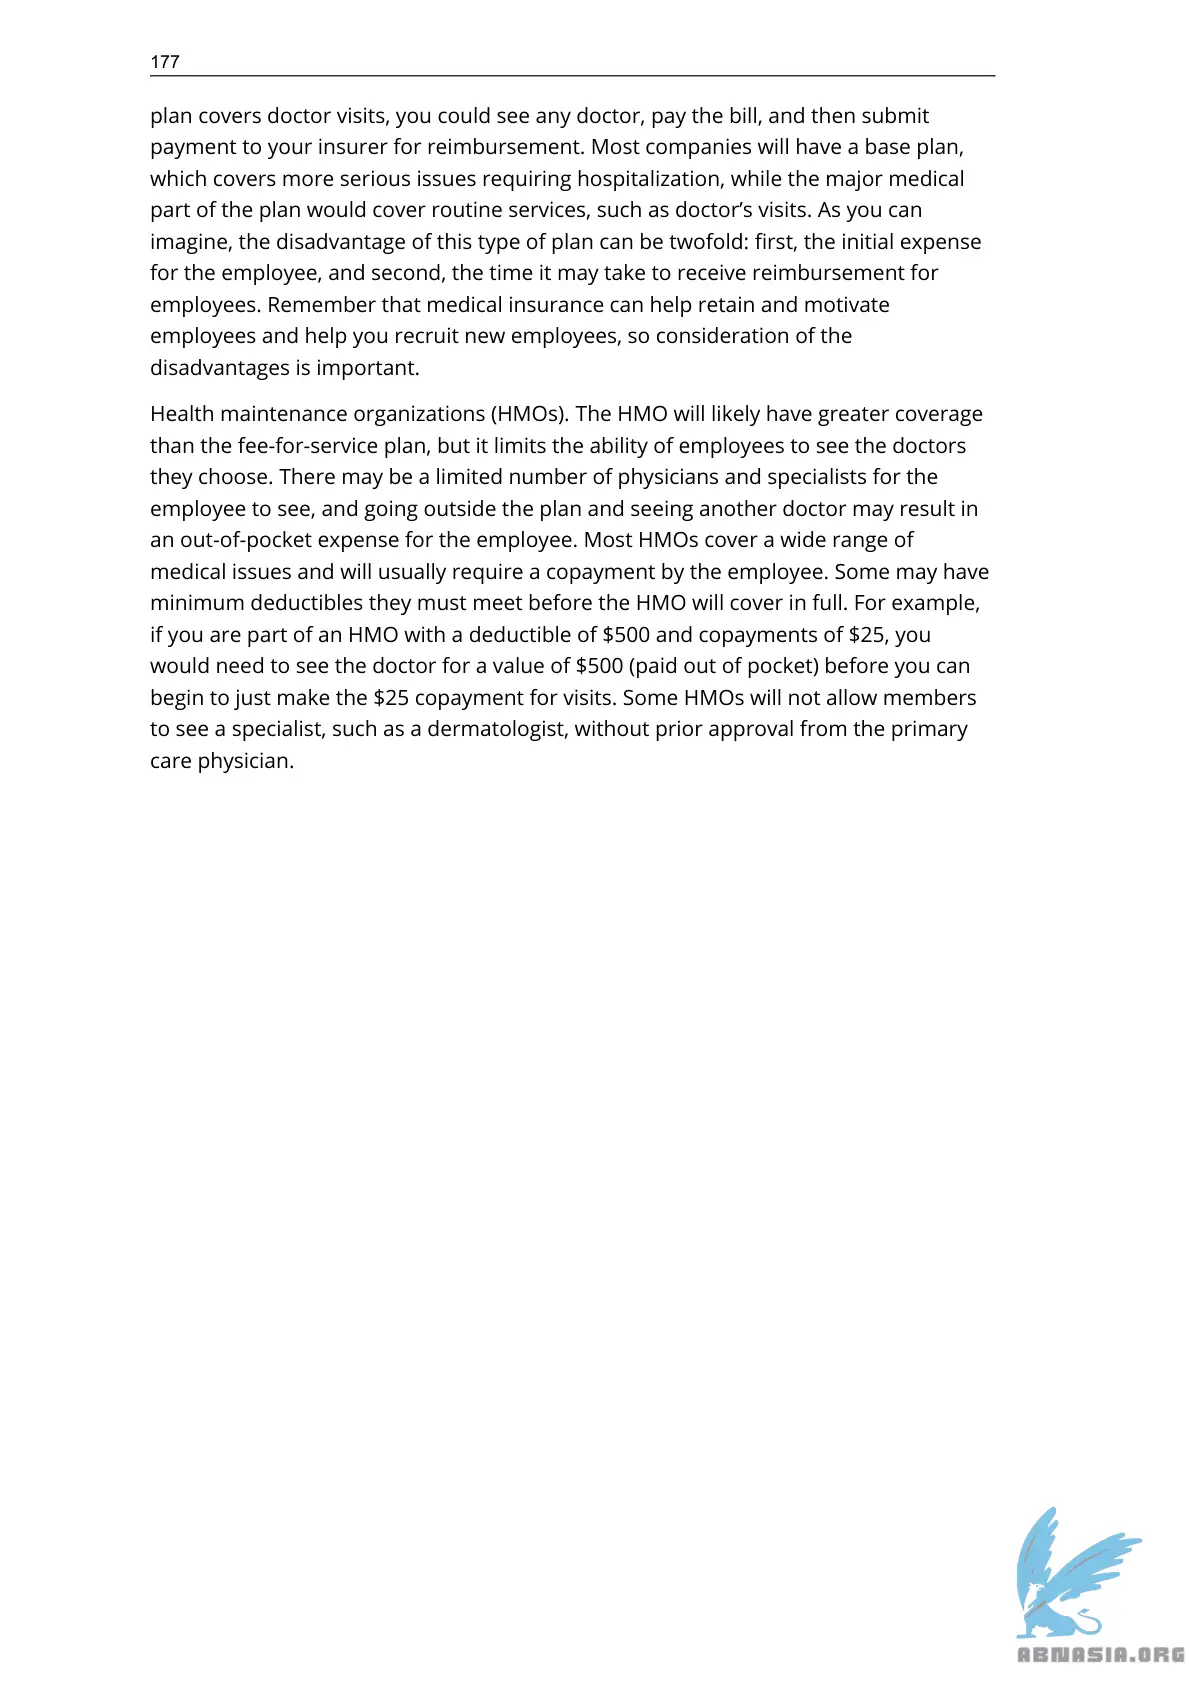 177
plan covers doctor visits, you could see any doctor, pay the bill, and then submit
payment to your insurer for reimbursement. Most companies will have a base plan,
which covers more serious issues requiring hospitalization, while the major medical
part of the plan would cover routine services, such as doctor’s visits. As you can
imagine, the disadvantage of this type of plan can be twofold: first, the initial expense
for the employee, and second, the time it may take to receive reimbursement for
employees. Remember that medical insurance can help retain and motivate
employees and help you recruit new employees, so consideration of the
disadvantages is important.
Health maintenance organizations (HMOs). The HMO will likely have greater coverage
than the fee-for-service plan, but it limits the ability of employees to see the doctors
they choose. There may be a limited number of physicians and specialists for the
employee to see, and going outside the plan and seeing another doctor may result in
an out-of-pocket expense for the employee. Most HMOs cover a wide range of
medical issues and will usually require a copayment by the employee. Some may have
minimum deductibles they must meet before the HMO will cover in full. For example,
if you are part of an HMO with a deductible of $500 and copayments of $25, you
would need to see the doctor for a value of $500 (paid out of pocket) before you can
begin to just make the $25 copayment for visits. Some HMOs will not allow members
to see a specialist, such as a dermatologist, without prior approval from the primary
care physician.
ABNASIA.ORG